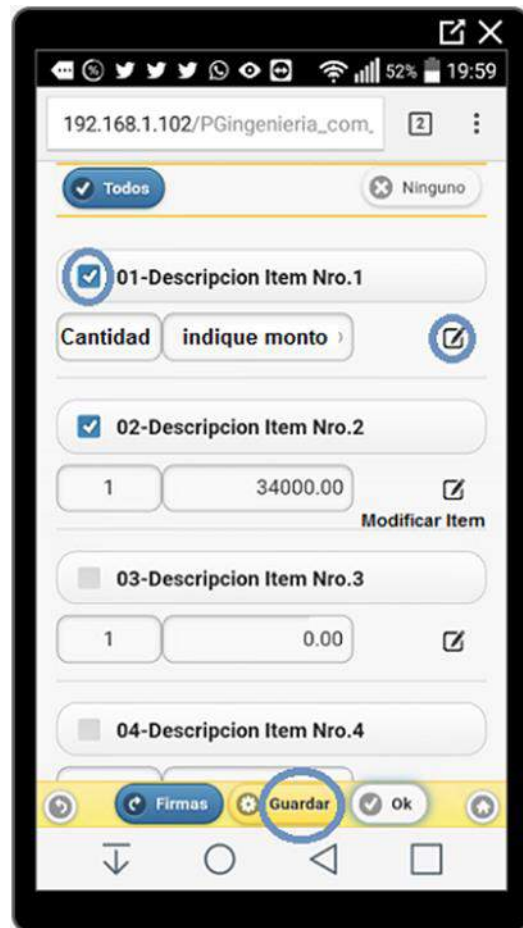 52% 19:59
192.168.1.102/PGingenieria_com_ 2
Todos Ninguno
01-Descripcion Item Nro.1
Cantidad indique monto
02-Descripcion Item Nro.2
1 34000.00
Modificar Item
03-Descripcion Item Nro.3
1 0.00
04-Descripcion Item Nro.4
Firmas Guardar Ok